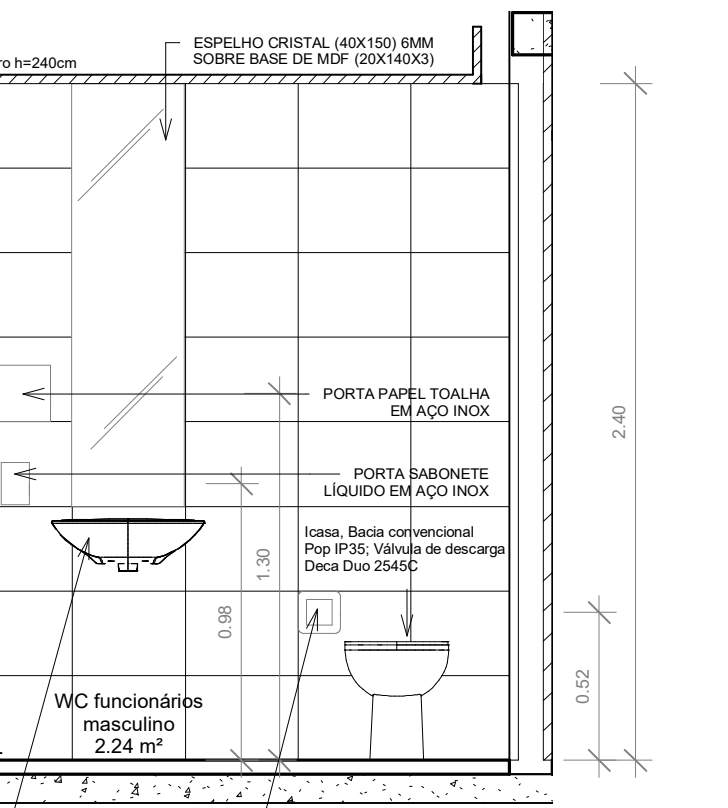 ESPELHO CRISTAL (40X150) 6MM
SOBRE BASE DE MDF (20X140X3)
ro h=240cm
PORTA PAPEL TOALHA
EM AÇO INOX
2.40
PORTA SABONETE
LÍQUIDO EM AÇO INOX
Icasa, Bacia convencional
Pop IP35; Válvula de descarga
Deca Duo 2545C
1.30
0.98
0.52
WC funcionários
masculino
2.24 m²